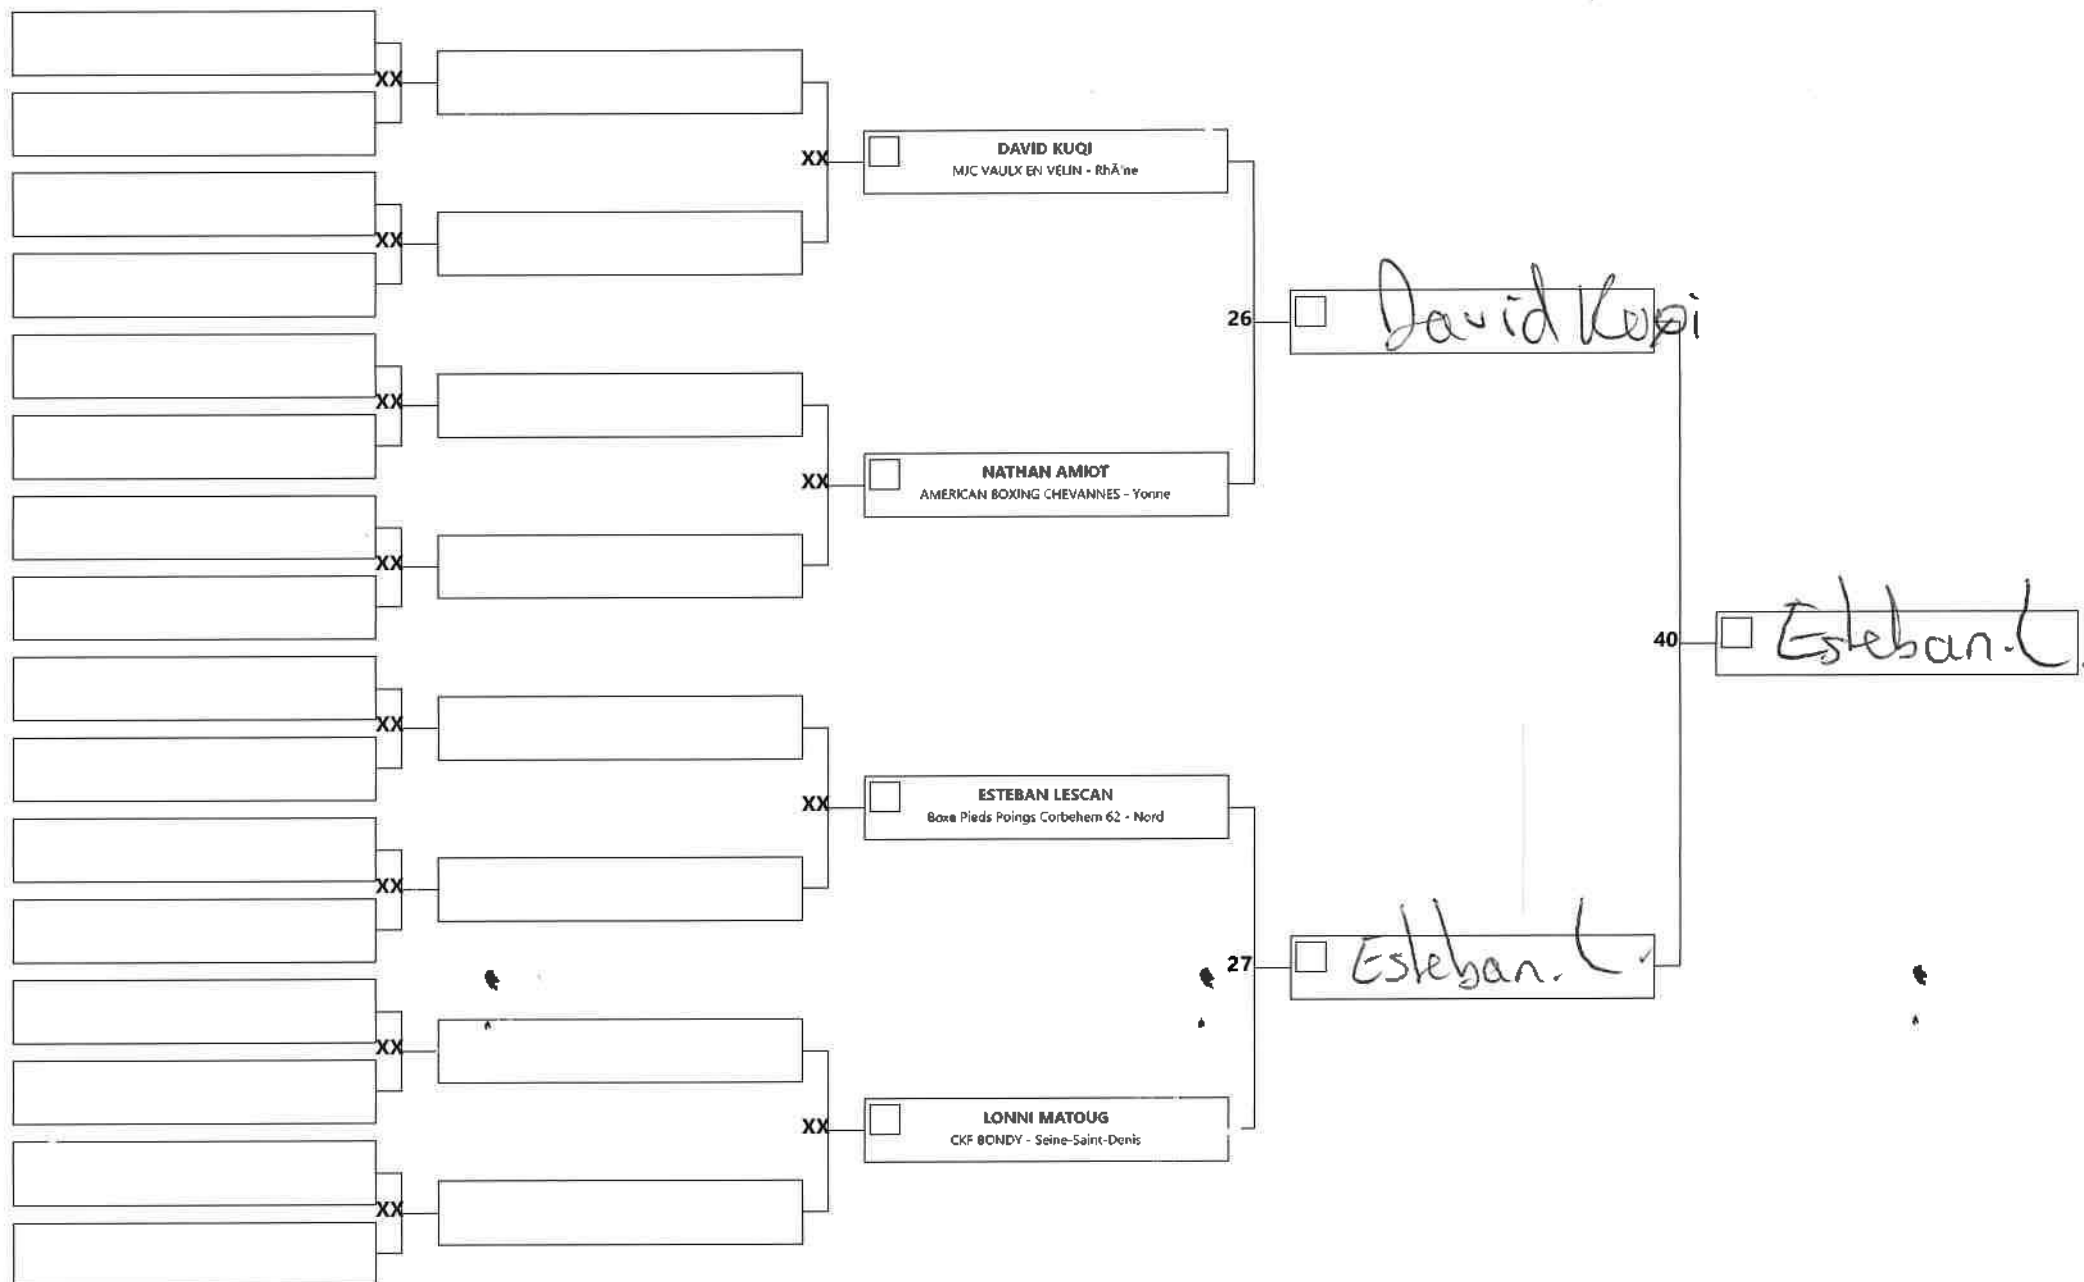 XX
XX
DAVID KUQI
MJC VAULX EN VELIN - RhÃ´ne
XX
26
David Kuqi
XX
XX
NATHAN AMIOT
AMERICAN BOXING CHEVANNES - Yonne
XX
40
Esteban. L.
XX
XX
ESTEBAN LESCAN
Boxe Pieds Poings Corbehem 62 - Nord
XX
27
Esteban. L.
XX
XX
LONNI MATOUG
CKF BONDY - Seine-Saint-Denis
XX